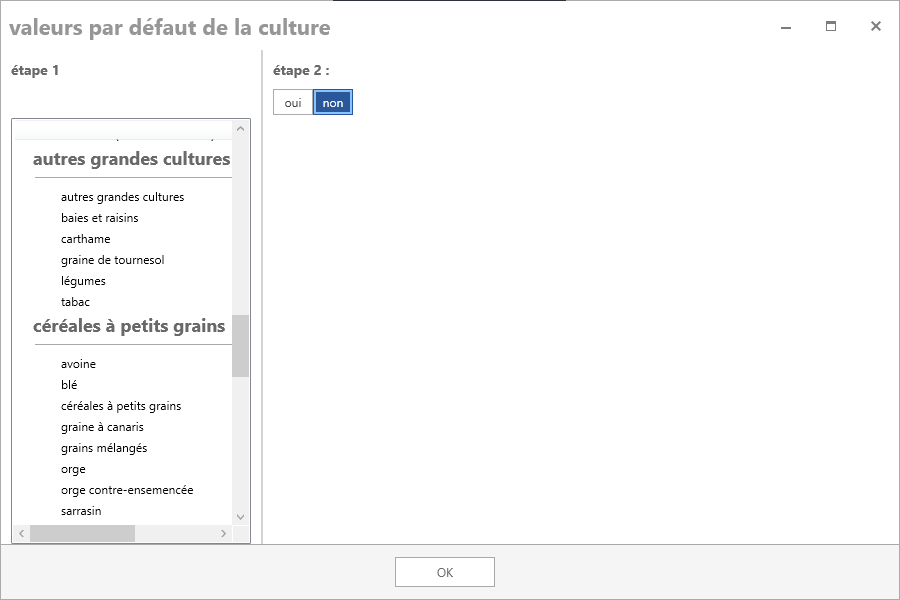 valeurs par défaut de la culture
étape 1
autres grandes cultures
autres grandes cultures
baies et raisins
carthame
graine de tournesol
légumes
tabac
céréales à petits grains
avoine
blé
céréales à petits grains
graine à canaris
grains mélangés
orge
orge contre-ensemencée
sarrasin
étape 2 :
oui non
OK